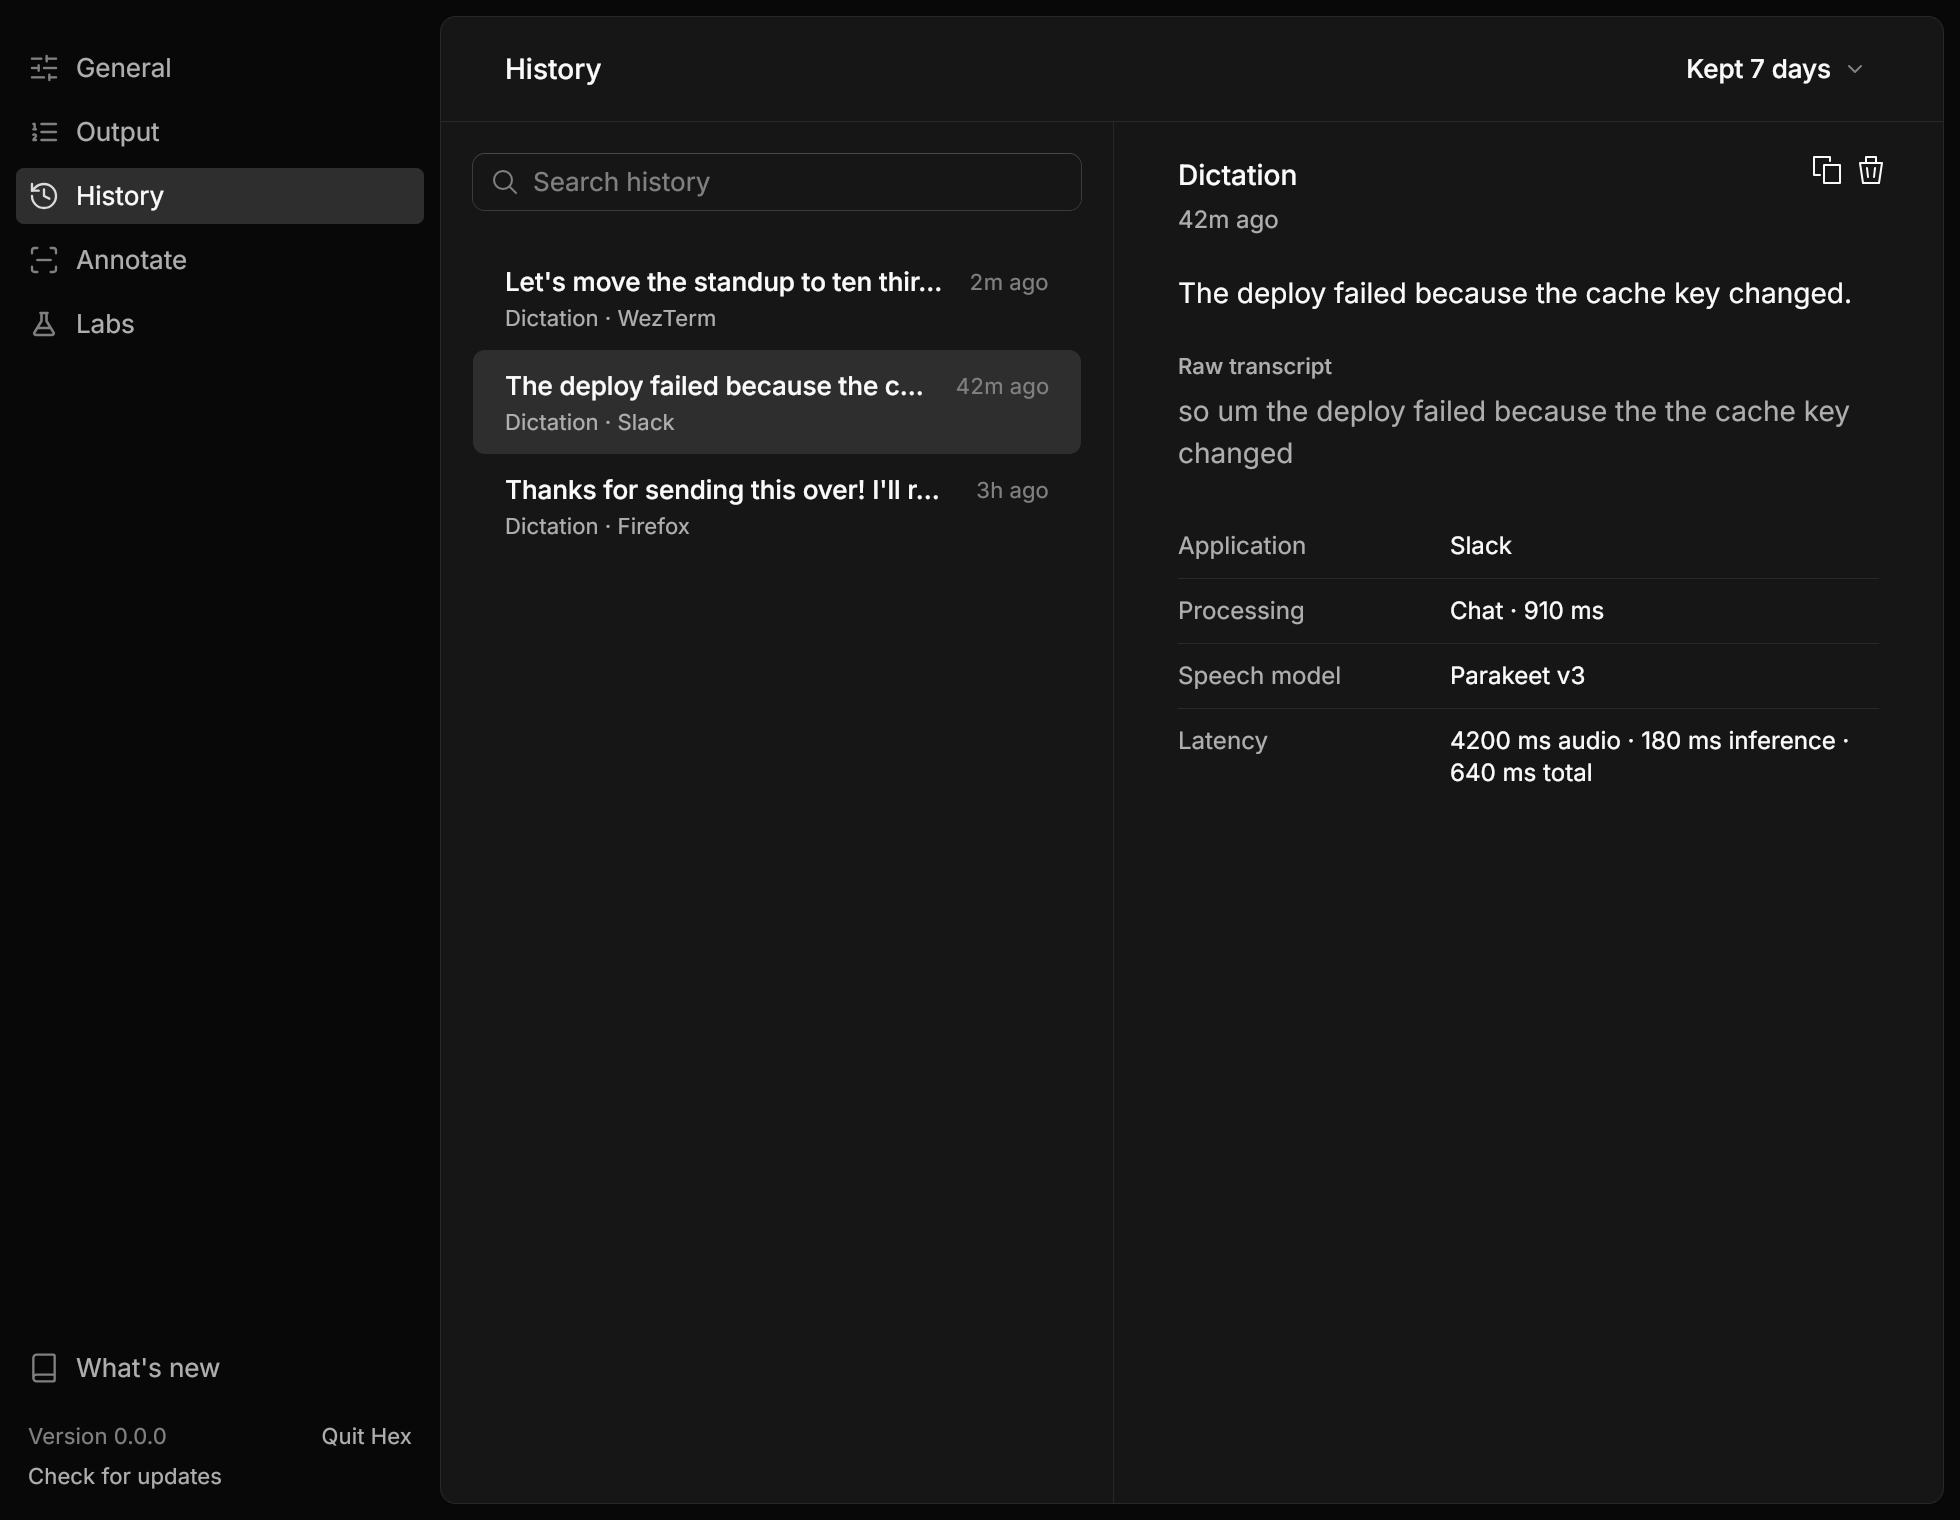 General
Output
History
Annotate
Labs
What's new
Version 0.0.0
Quit Hex
Check for updates
History
Kept 7 days
Search history
Let's move the standup to ten thir...
2m ago
Dictation · WezTerm
The deploy failed because the c...
42m ago
Dictation · Slack
Thanks for sending this over! I'll r...
3h ago
Dictation · Firefox
Dictation
42m ago
The deploy failed because the cache key changed.
Raw transcript
so um the deploy failed because the the cache key
changed
Application
Slack
Processing
Chat · 910 ms
Speech model
Parakeet v3
Latency
4200 ms audio · 180 ms inference ·
640 ms total